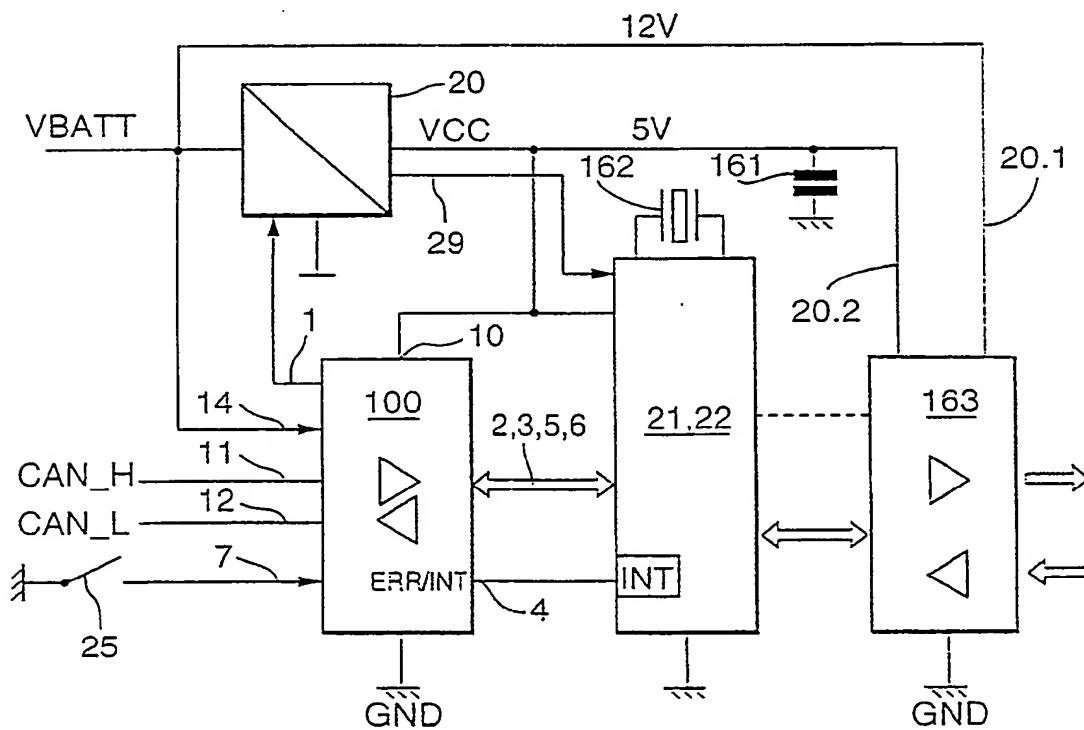 12V
20
VBATT
VCC
5V
162
161
20.1
29
20.2
1
10
100
21,22
163
14
2,3,5,6
CAN_H
11
CAN_L
12
7
ERR/INT
INT
25
4
GND
GND